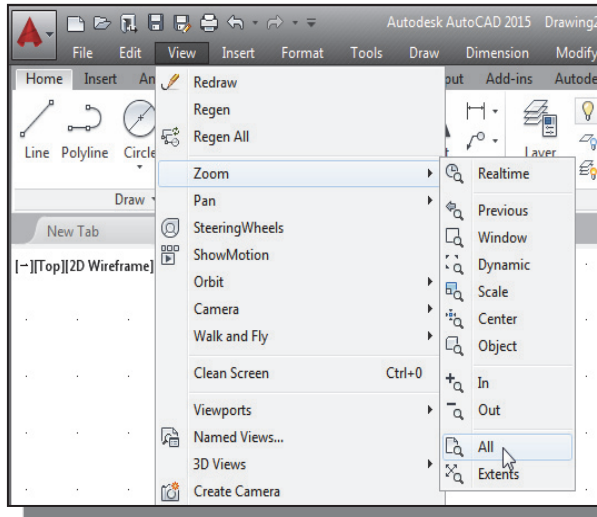 Autodesk AutoCAD 2015 Drawing2
File Edit View Insert Format Tools Draw Dimension Modify
Home Insert An Redraw out Add-ins Autode
Regen
Regen All
Line Polyline Circle Layer
Zoom Realtime
Draw Pan Previous
New Tab SteeringWheels Window
[−][Top][2D Wireframe] ShowMotion Dynamic
Orbit Scale
Camera Center
Walk and Fly Object
Clean Screen Ctrl+0 In
Viewports Out
Named Views... All
3D Views Extents
Create Camera